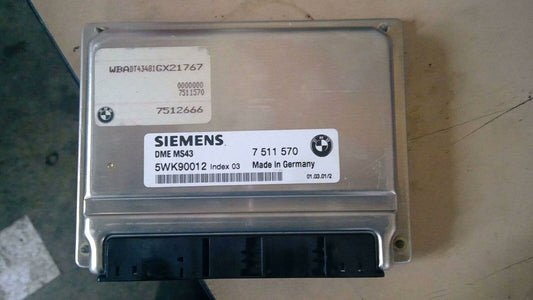 WBADT43481GX21767
0000000
7511570
7512666
SIEMENS
DME MS43
7 511 570
5WK90012 Index 03
Made in Germany
01.03.01/2